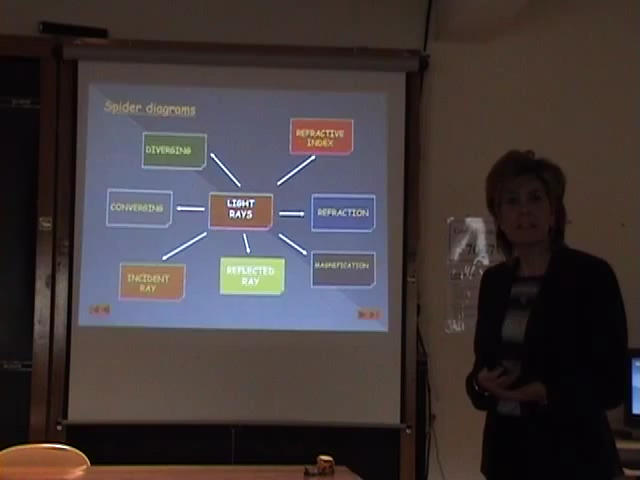 Spider diagrams
REFRACTIVE
INDEX
DIVERGING
CONVERGING
LIGHT
RAYS
REFRACTION
INCIDENT
RAY
REFLECTED
RAY
MAGNIFICATION